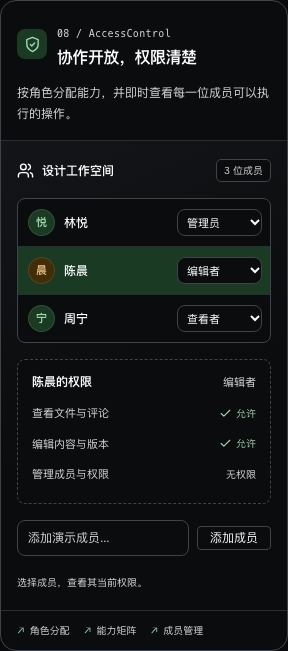 08 / AccessControl
协作开放，权限清楚
按角色分配能力，并即时查看每一位成员可以执
行的操作。
设计工作空间
3 位成员
悦 林悦 管理员
晨 陈晨 编辑者
宁 周宁 查看者
陈晨的权限 编辑者
查看文件与评论 允许
编辑内容与版本 允许
管理成员与权限 无权限
添加演示成员... 添加成员
选择成员，查看其当前权限。
↗ 角色分配 ↗ 能力矩阵 ↗ 成员管理